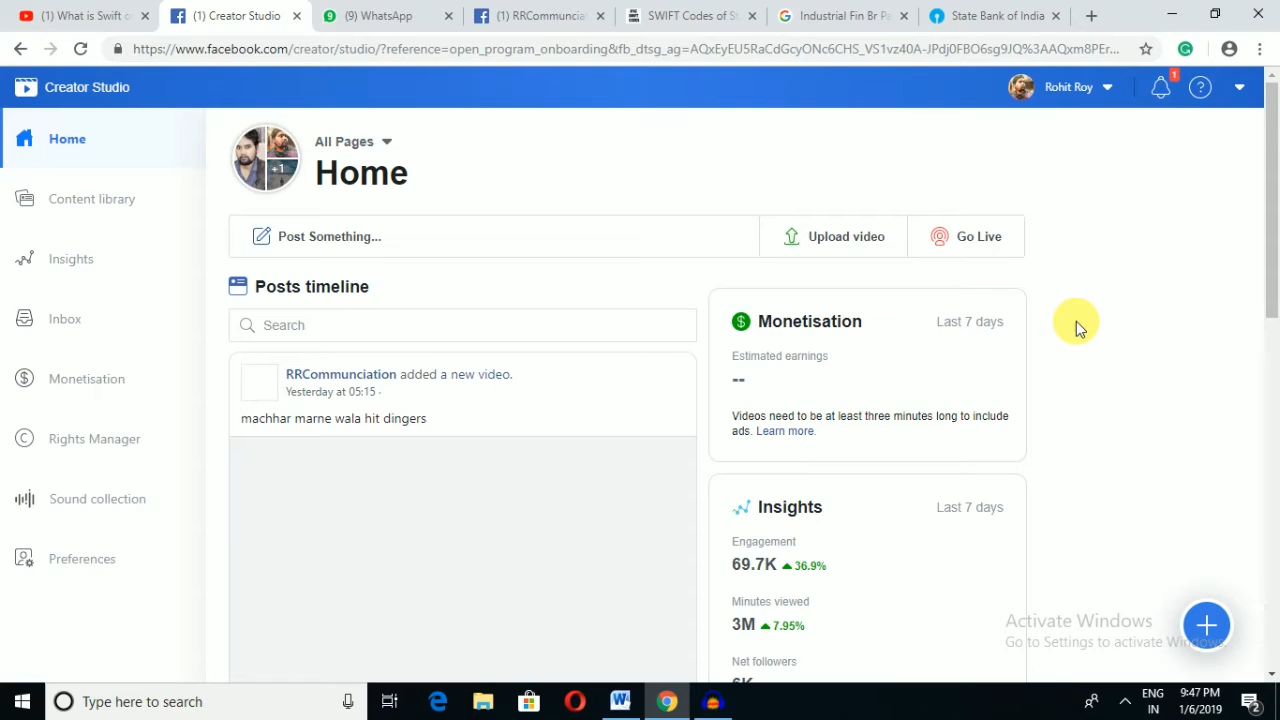 (1) What is Swift o
(1) Creator Studio
(9) WhatsApp
(1) RRCommuncia
SWIFT Codes of St
Industrial Fin Br Pa
State Bank of India
https://www.facebook.com/creator/studio/?reference=open_program_onboarding&fb_dtsg_ag=AQxEyEU5RaCdGcyONc6CHS_VS1vz40A-JPdj0FBO6sg9JQ%3AAQxm8PEr...
Creator Studio
Rohit Roy
1
?
Home
Content library
Insights
Inbox
Monetisation
Rights Manager
Sound collection
Preferences
+1
All Pages
Home
Post Something...
Upload video
Go Live
Posts timeline
Search
RRCommunciation added a new video.
Yesterday at 05:15 ·
machhar marne wala hit dingers
Monetisation
Last 7 days
Estimated earnings
--
Videos need to be at least three minutes long to include
ads. Learn more.
Insights
Last 7 days
Engagement
69.7K 36.9%
Minutes viewed
3M 7.95%
Net followers
6K
Activate Windows
Go to Settings to activate Windows.
Type here to search
ENG
IN
9:47 PM
1/6/2019
2